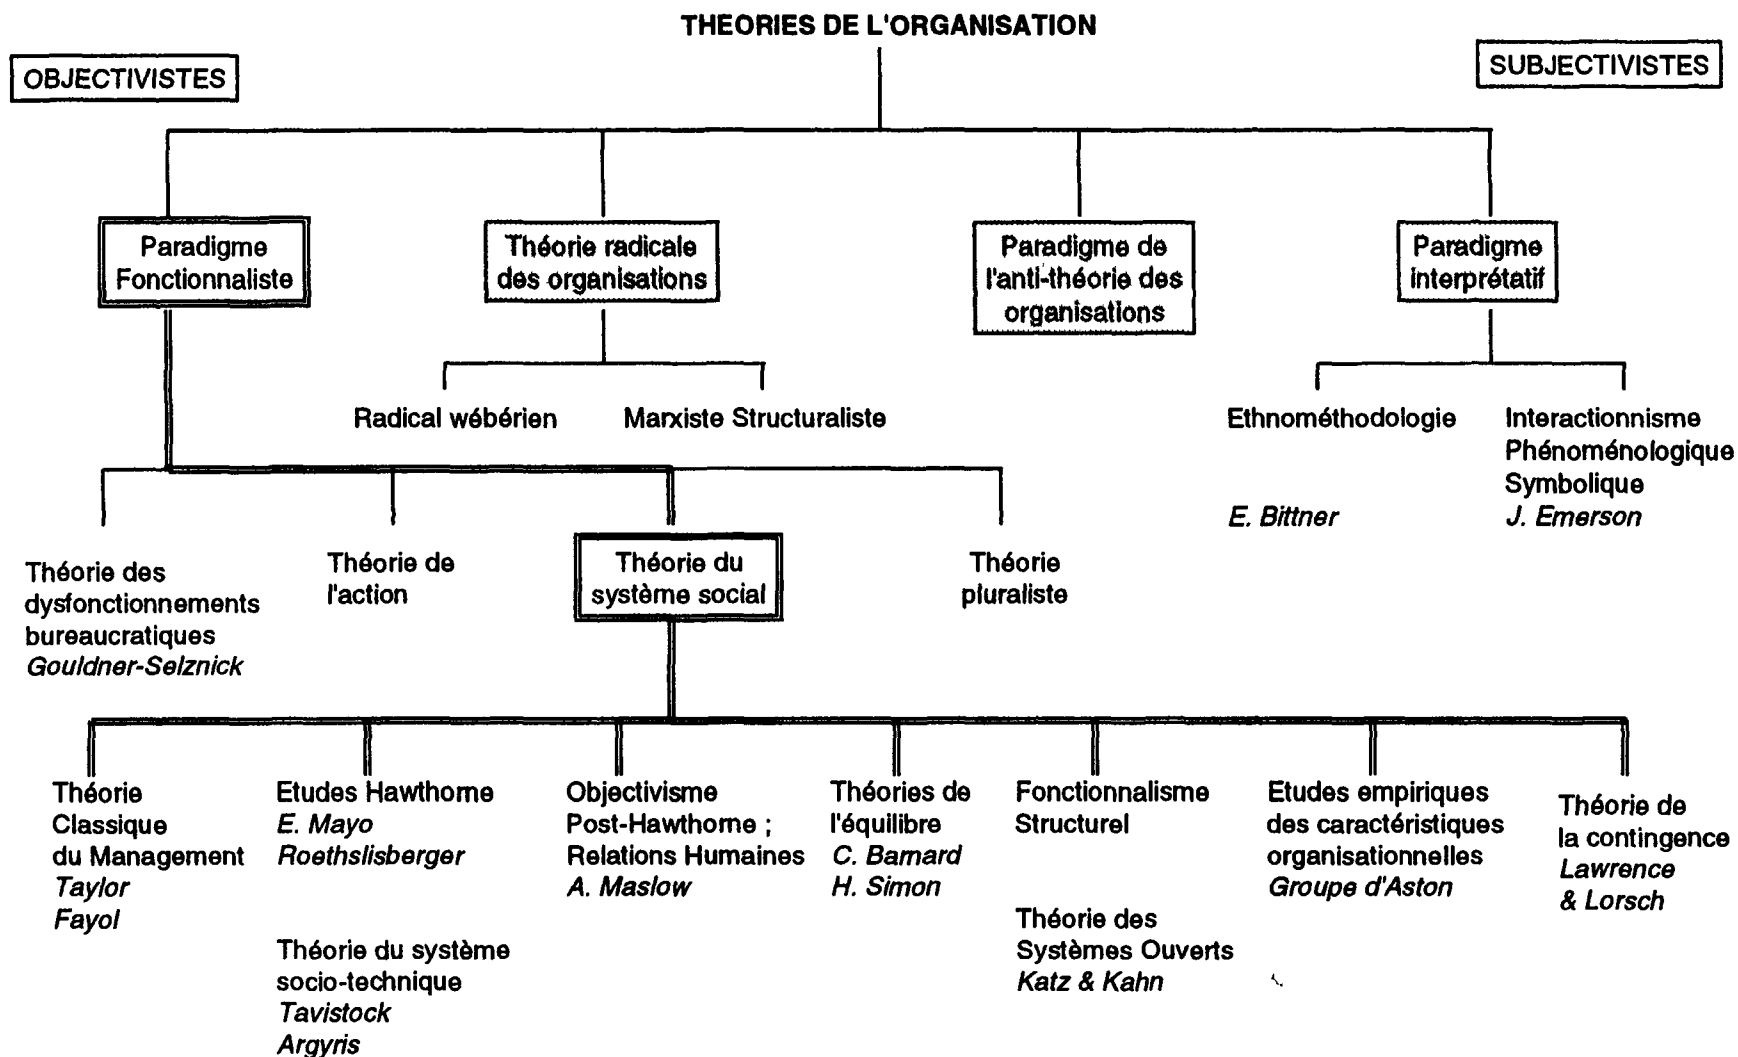 THEORIES DE L'ORGANISATION
OBJECTIVISTES
SUBJECTIVISTES
Paradigme
Fonctionnaliste
Théorie radicale
des organisations
Paradigme de
l'anti-théorie des
organisations
Paradigme
interprétatif
Radical wébérien
Marxiste Structuraliste
Ethnométhodologie
E. Bittner
Interactionnisme
Phénoménologique
Symbolique
J. Emerson
Théorie des
dysfonctionnements
bureaucratiques
Gouldner-Selznick
Théorie de
l'action
Théorie du
système social
Théorie
pluraliste
Théorie
Classique
du Management
Taylor
Fayol
Etudes Hawthorne
E. Mayo
Roethslisberger
Théorie du système
socio-technique
Tavistock
Argyris
Objectivisme
Post-Hawthorne ;
Relations Humaines
A. Maslow
Théories de
l'équilibre
C. Barnard
H. Simon
Fonctionnalisme
Structurel
Théorie des
Systèmes Ouverts
Katz & Kahn
Etudes empiriques
des caractéristiques
organisationnelles
Groupe d'Aston
Théorie de
la contingence
Lawrence
& Lorsch